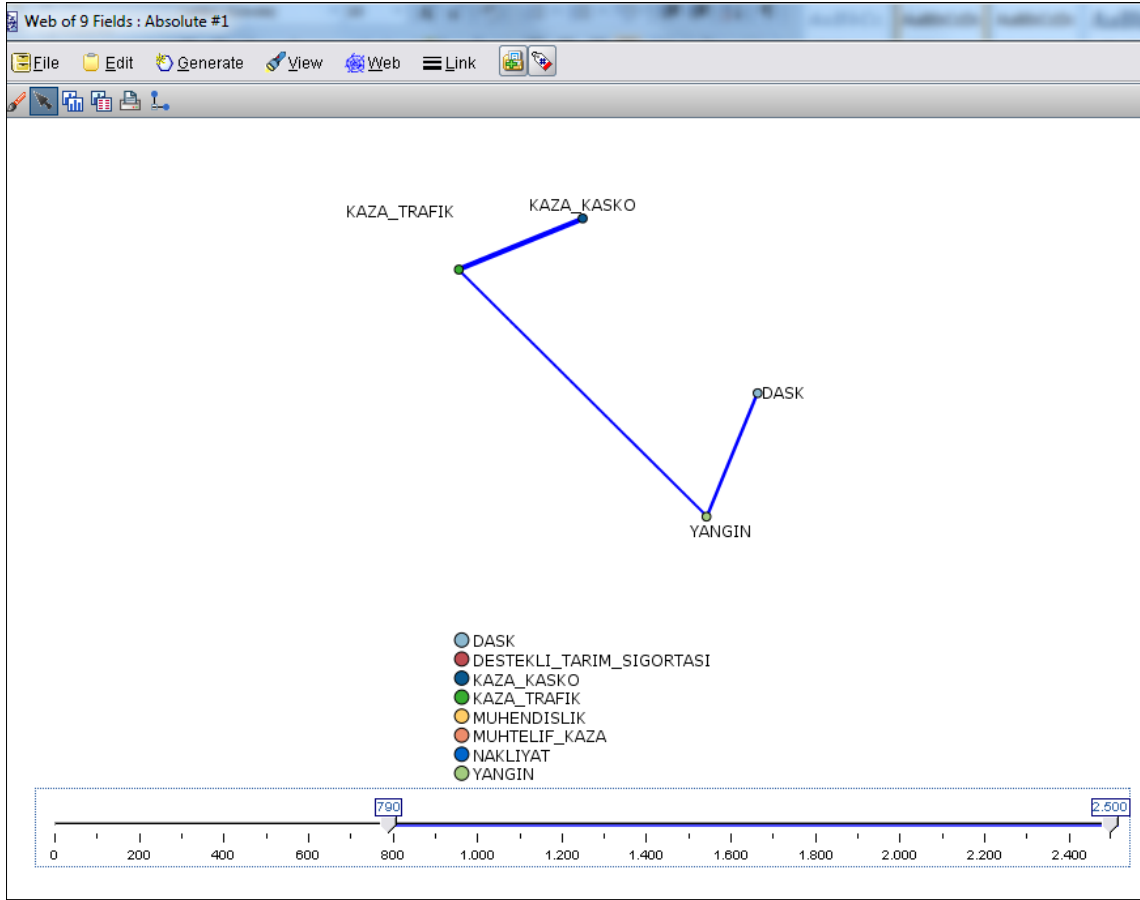 Web of 9 Fields : Absolute #1
File Edit Generate View Web Link
KAZA_TRAFIK KAZA_KASKO
DASK
YANGIN
DASK
DESTEKLI_TARIM_SIGORTASI
KAZA_KASKO
KAZA_TRAFIK
MUHENDISLIK
MUHTELIF_KAZA
NAKLIYAT
YANGIN
790 2.500
0 200 400 600 800 1.000 1.200 1.400 1.600 1.800 2.000 2.200 2.400